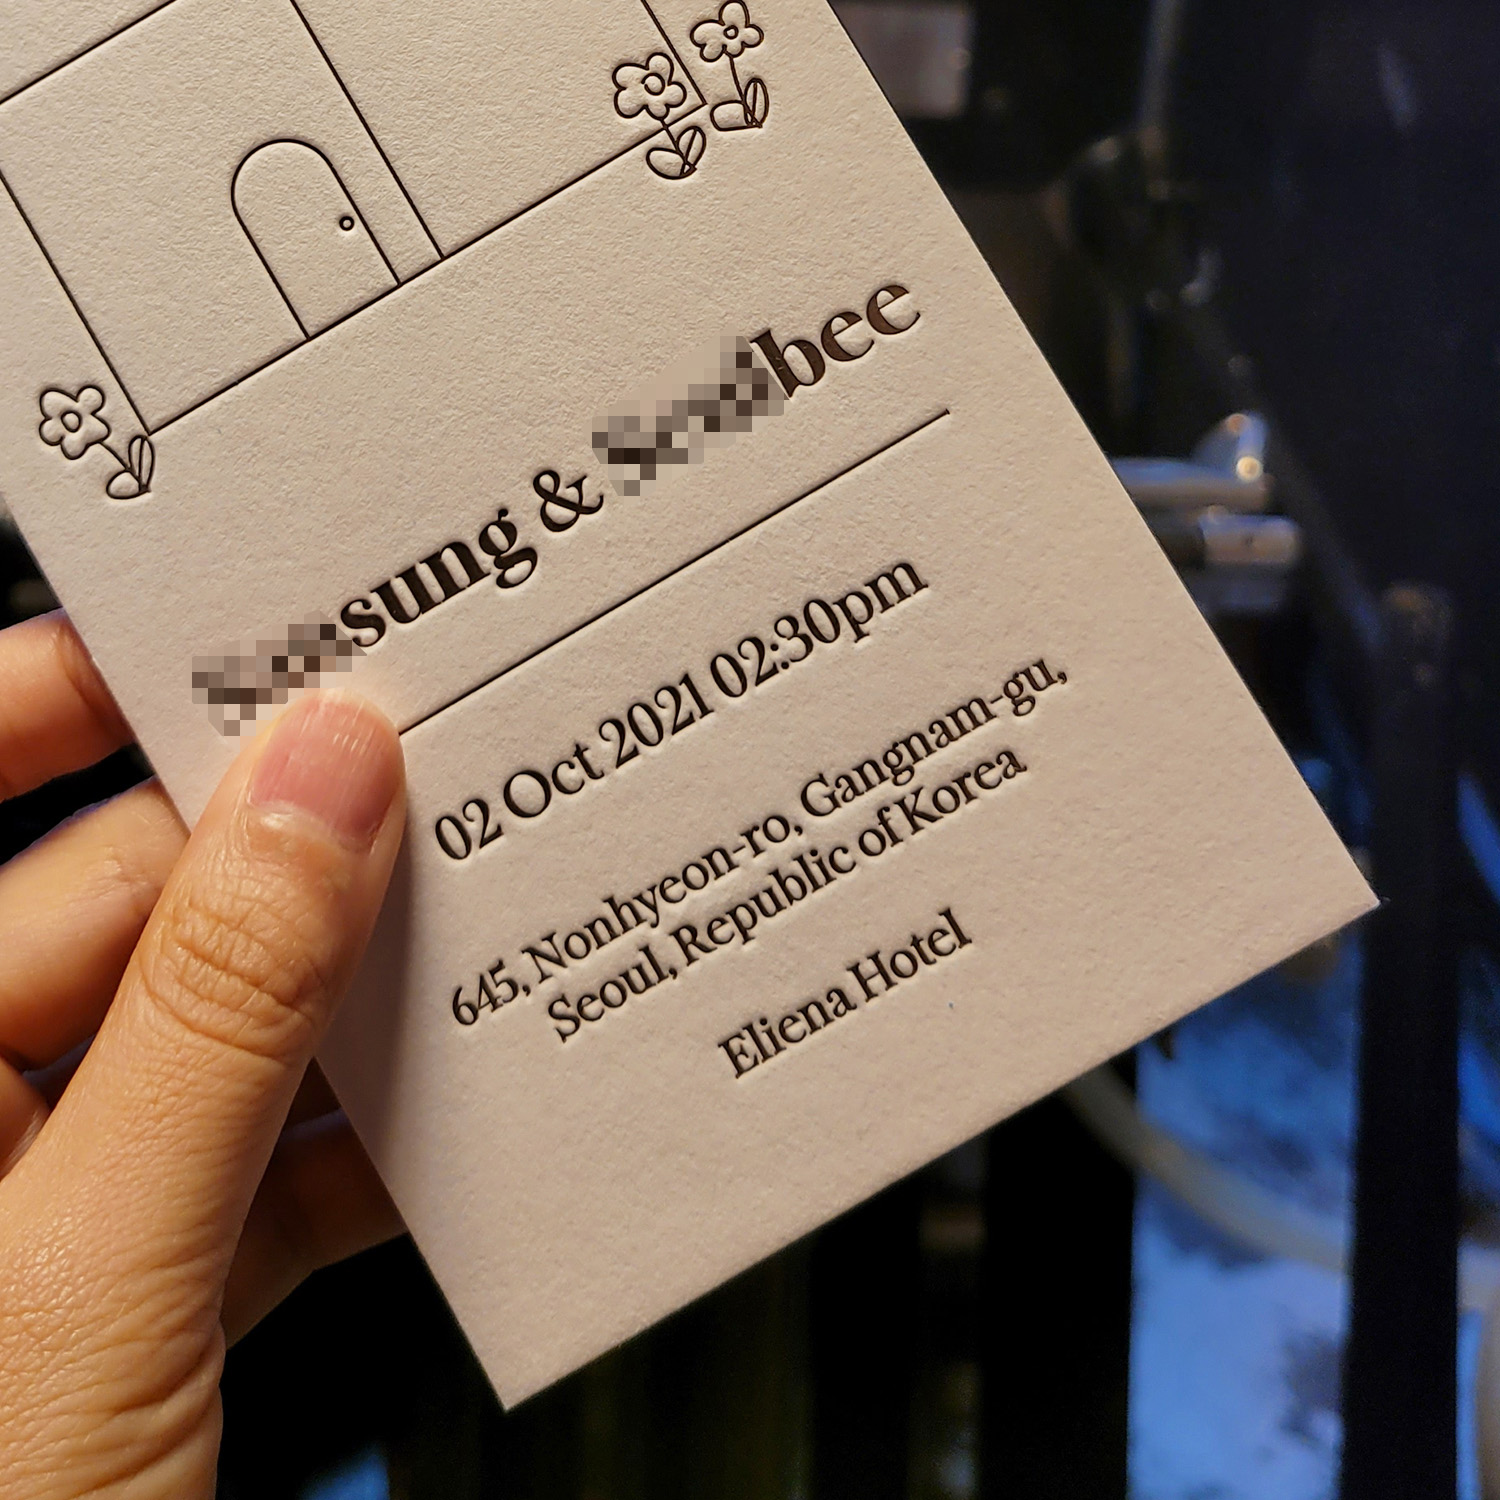 sung & bee
02 Oct 2021 02:30pm
645, Nonhyeon-ro, Gangnam-gu,
Seoul, Republic of Korea
Eliena Hotel